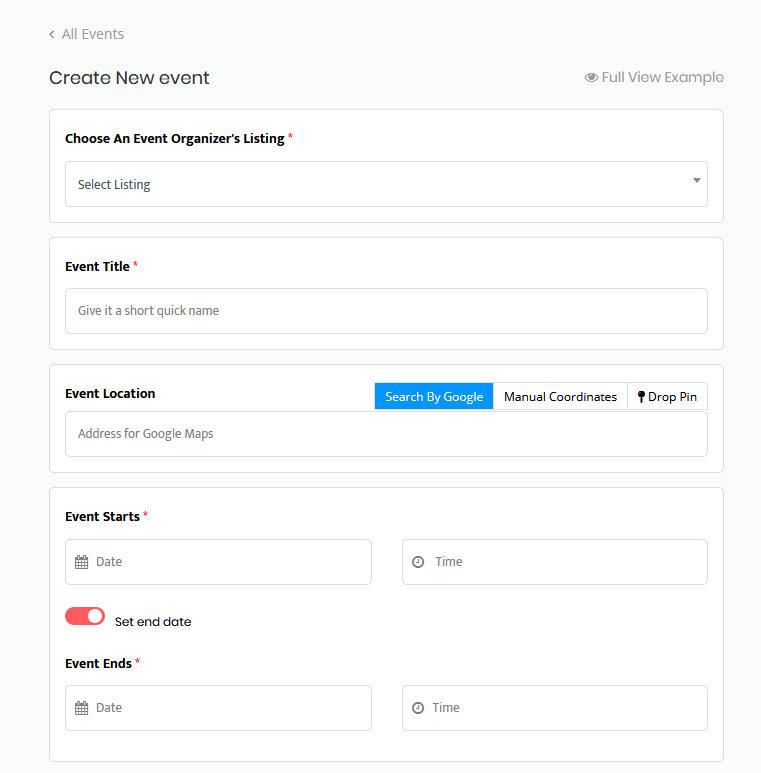 All Events
Create New event Full View Example
Choose An Event Organizer's Listing *
Select Listing
Event Title *
Give it a short quick name
Event Location Search By Google Manual Coordinates Drop Pin
Address for Google Maps
Event Starts *
Date Time
Set end date
Event Ends *
Date Time